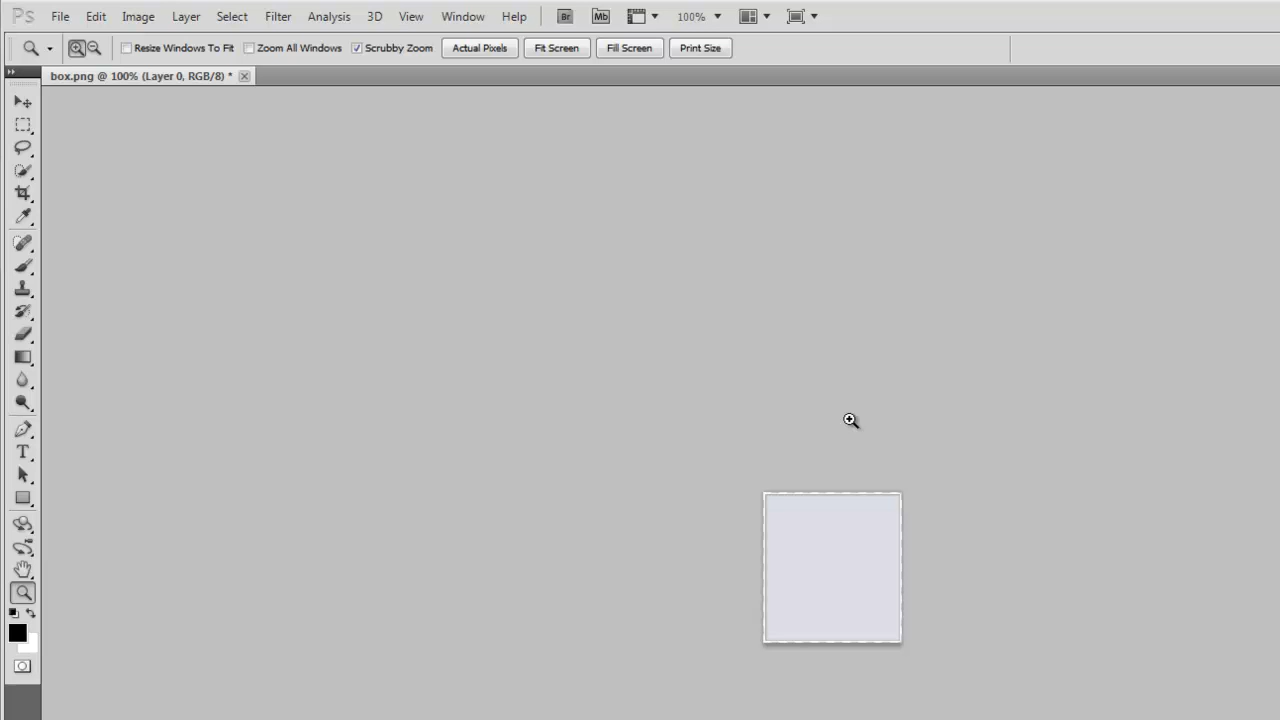 Ps File Edit Image Layer Select Filter Analysis 3D View Window Help Br Mb 100%
Resize Windows To Fit Zoom All Windows Scrubby Zoom Actual Pixels Fit Screen Fill Screen Print Size
box.png @ 100% (Layer 0, RGB/8) *
T